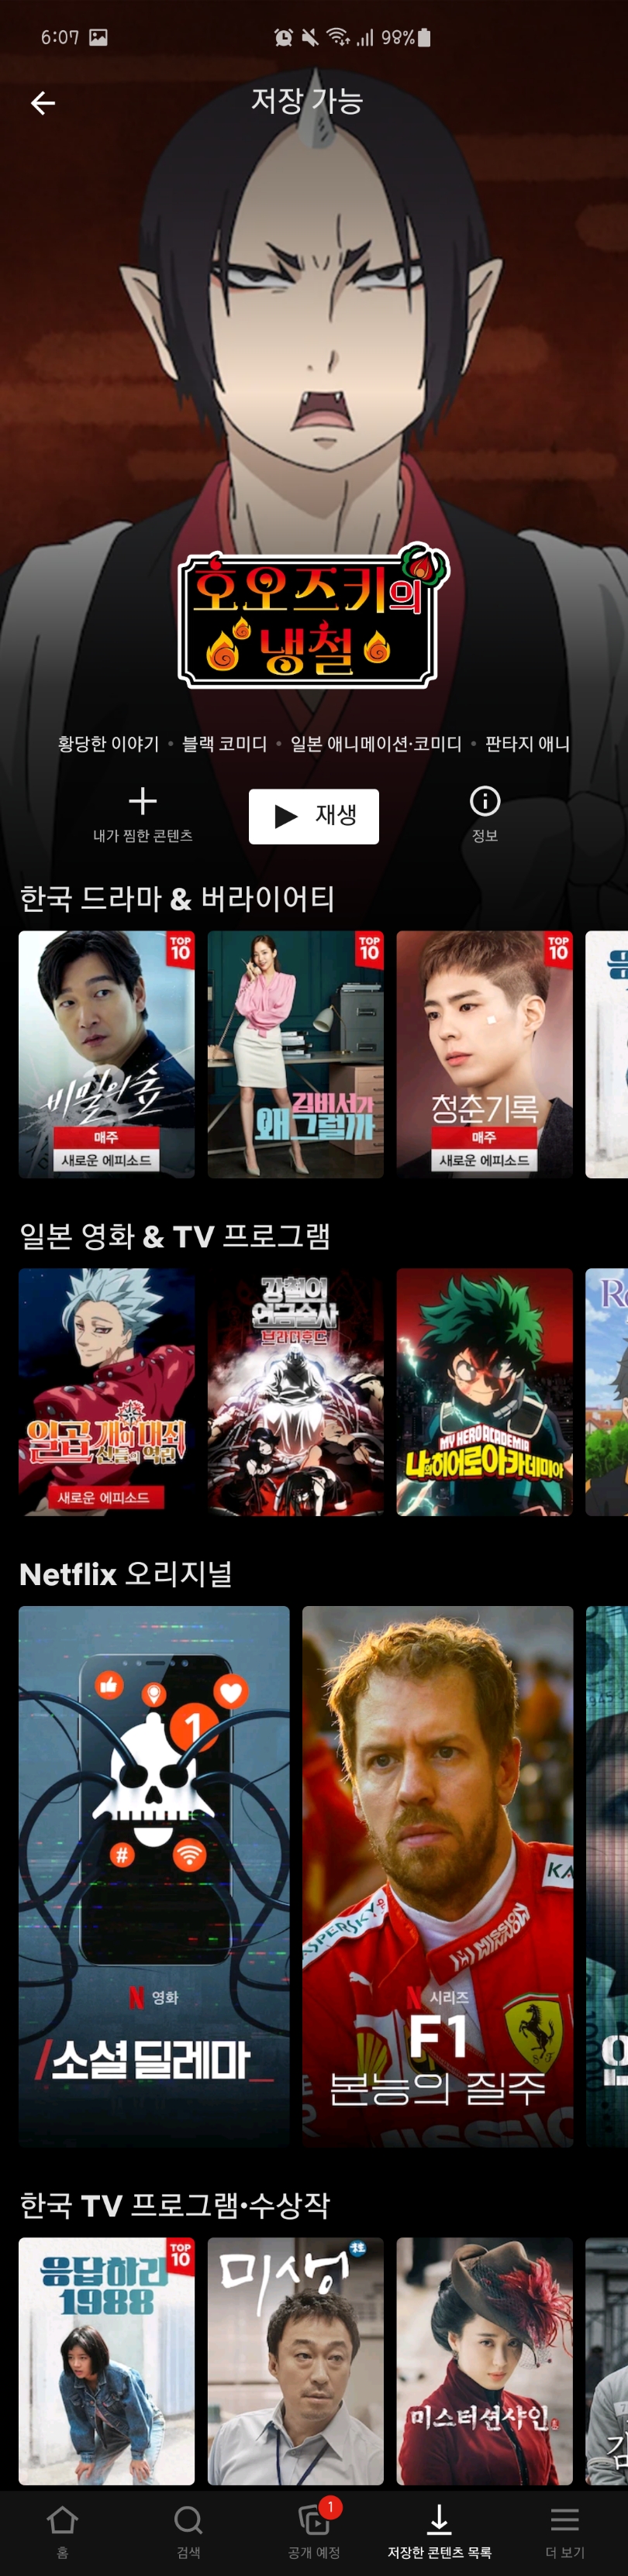 6:07
98%
저장 가능
호오즈키의
냉철
황당한 이야기 • 블랙 코미디 • 일본 애니메이션·코미디 • 판타지 애니
내가 찜한 콘텐츠
재생
정보
한국 드라마 & 버라이어티
TOP
10
비밀의 숲
매주
새로운 에피소드
TOP
10
김비서가
왜 그럴까
TOP
10
청춘기록
매주
새로운 에피소드
일본 영화 & TV 프로그램
일곱 개의 대죄
신들의 역린
새로운 에피소드
강철의
연금술사
브라더후드
MY HERO ACADEMIA
나의 히어로 아카데미아
Re
Netflix 오리지널
1
#
N 영화
/소셜 딜레마_
KA
KASPERSKY
MISSION
N 시리즈
F1
본능의 질주
한국 TV 프로그램·수상작
TOP
10
응답하라
1988
미생
미스터 션샤인
1
홈
검색
공개 예정
저장한 콘텐츠 목록
더 보기